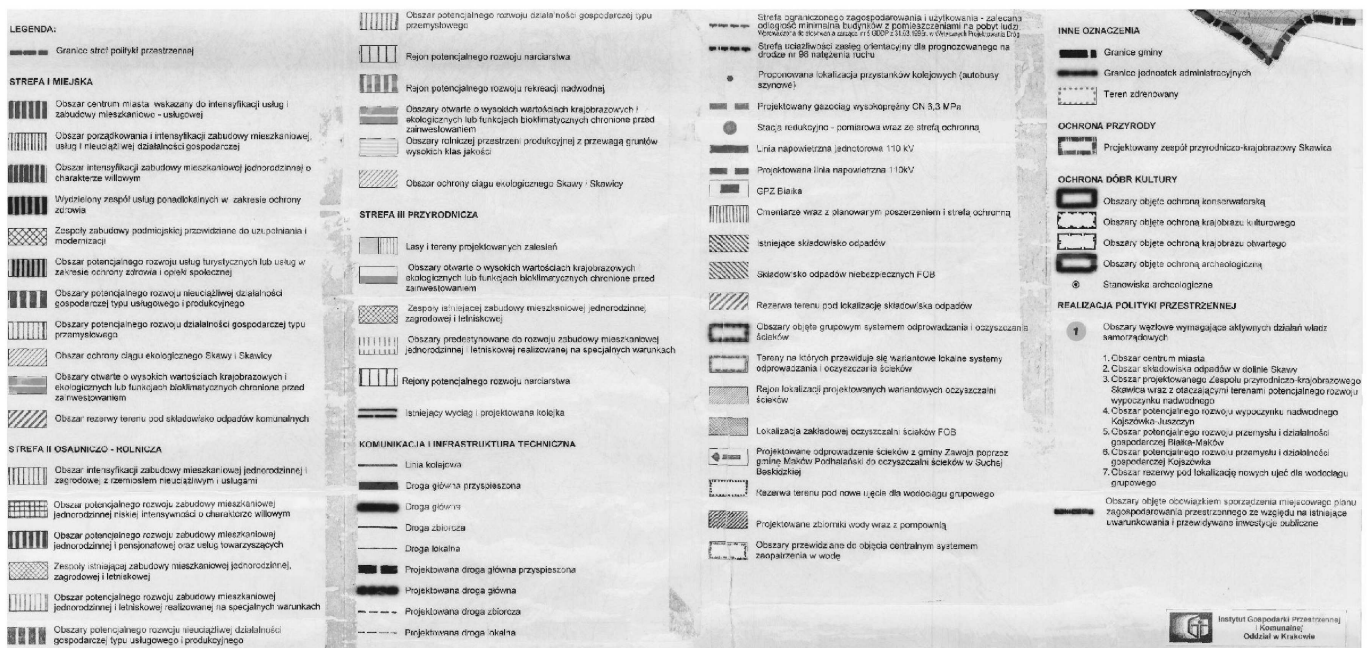 LEGENDA:
Granice stref polityki przestrzennej
STREFA I MIEJSKA
Obszar centrum miasta wskazany do intensyfikacji usług i
zabudowy mieszkaniowo - usługowej
Obszar porządkowania i intensyfikacji zabudowy mieszkaniowej,
usług i nieuciążliwej działalności gospodarczej
Obszar intensyfikacji zabudowy mieszkaniowej jednorodzinnej o
charakterze willowym
Wydzielony zespół usług ponadlokalnych w zakresie ochrony
zdrowia
Zespoły zabudowy podmiejskiej przewidziane do uzupełniania i
modernizacji
Obszar potencjalnego rozwoju usług turystycznych lub usług w
zakresie ochrony zdrowia i opieki społecznej
Obszary potencjalnego rozwoju nieuciążliwej działalności
gospodarczej typu usługowego i produkcyjnego
Obszary potencjalnego rozwoju działalności gospodarczej typu
przemysłowego
Obszar ochrony ciągu ekologicznego Skawy i Skawicy
Obszary otwarte o wysokich wartościach krajobrazowych i
ekologicznych lub funkcjach bioklimatycznych chronione przed
zainwestowaniem
Obszar rezerwy terenu pod składowisko odpadów komunalnych
STREFA II OSADNICZO - ROLNICZA
Obszar intensyfikacji zabudowy mieszkaniowej jednorodzinnej i
zagrodowej z rzemiosłem nieuciążliwym i usługami
Obszar potencjalnego rozwoju zabudowy mieszkaniowej
jednorodzinnej niskiej intensywności o charakterze willowym
Obszar potencjalnego rozwoju zabudowy mieszkaniowej
jednorodzinnej i pensjonatowej oraz usług towarzyszących
Zespoły istniejącej zabudowy mieszkaniowej jednorodzinnej,
zagrodowej i letniskowej
Obszar potencjalnego rozwoju zabudowy mieszkaniowej
jednorodzinnej i letniskowej realizowanej na specjalnych warunkach
Obszary potencjalnego rozwoju nieuciążliwej działalności
gospodarczej typu usługowego i produkcyjnego
Obszar potencjalnego rozwoju działalności gospodarczej typu
przemysłowego
Rejon potencjalnego rozwoju narciarstwa
Rejon potencjalnego rozwoju rekreacji nadwodnej
Obszary otwarte o wysokich wartościach krajobrazowych i
ekologicznych lub funkcjach bioklimatycznych chronione przed
zainwestowaniem
Obszary rolniczej przestrzeni produkcyjnej z przewagą gruntów
wysokich klas jakości
Obszar ochrony ciągu ekologicznego Skawy / Skawicy
STREFA III PRZYRODNICZA
Lasy i tereny projektowanych zalesień
Obszary otwarte o wysokich wartościach krajobrazowych
ekologicznych lub funkcjach bioklimatycznych chronione przed
zainwestowaniem
Zespoły istniejącej zabudowy mieszkaniowej jednorodzinnej,
zagrodowej i letniskowej
Obszary predestynowane do rozwoju zabudowy mieszkaniowej
jednorodzinnej i letniskowej realizowanej na specjalnych warunkach
Rejony potencjalnego rozwoju narciarstwa
Istniejący wyciąg i projektowana kolejka
KOMUNIKACJA I INFRASTRUKTURA TECHNICZNA
Linia kolejowa
Droga główna przyspieszona
Droga główna
Droga zbiorcza
Droga lokalna
Projektowana droga główna przyspieszona
Projektowana droga główna
Projektowana droga zbiorcza
Projektowana droga lokalna
Strefa ograniczonego zagospodarowania i użytkowania - zalecana
odległość minimalna budynków z pomieszczeniami na pobyt ludzi
Strefa uciążliwości zasięg orientacyjny dla prognozowanego na
drodze nr 98 natężenia ruchu
Proponowana lokalizacja przystanków kolejowych (autobusy
szynowe)
Projektowany gazociąg wysokoprężny CN 6,3 MPa
Stacja redukcyjno - pomiarowa wraz ze strefą ochronną
Linia napowietrzna jednotorowa 110 kV
Projektowana linia napowietrzna 110kV
GPZ Białka
Cmentarze wraz z planowanym poszerzeniem i strefą ochronną
Istniejące składowisko odpadów
Składowisko odpadów niebezpiecznych FOB
Rezerwa terenu pod lokalizację składowiska odpadów
Obszary objęte grupowym systemem odprowadzania i oczyszczania
ścieków
Tereny na których przewiduje się wariantowe lokalne systemy
odprowadzania i oczyszczania ścieków
Rejon lokalizacji projektowanych wariantowych oczyszczalni
ścieków
Lokalizacja zakładowej oczyszczalni ścieków FOB
Projektowane odprowadzenie ścieków z gminy Zawoja poprzez
gminę Maków Podhalański do oczyszczalni ścieków w Suchej
Beskidzkiej
Rezerwa terenu pod nowe ujęcia dla wodociągu grupowego
Projektowane zbiorniki wody wraz z pompownią
Obszary przewidziane do objęcia centralnym systemem
zaopatrzenia w wodę
INNE OZNACZENIA
Granice gminy
Granice jednostek administracyjnych
Teren zdrenowany
OCHRONA PRZYRODY
Projektowany zespół przyrodniczo-krajobrazowy Skawica
OCHRONA DÓBR KULTURY
Obszary objęte ochroną konserwatorską
Obszary objęte ochroną krajobrazu kulturowego
Obszary objęte ochroną krajobrazu otwartego
Obszary objęte ochroną archeologiczną
Stanowiska archeologiczne
REALIZACJA POLITYKI PRZESTRZENNEJ
1
Obszary węzłowe wymagające aktywnych działań władz
samorządowych
1. Obszar centrum miasta
2. Obszar składowiska odpadów w dolinie Skawy
3. Obszar projektowanego Zespołu przyrodniczo-krajobrazowego
Skawica wraz z otaczającymi terenami potencjalnego rozwoju
wypoczynku nadwodnego
4. Obszar potencjalnego rozwoju wypoczynku nadwodnego
Kojszówka-Juszczyn
5. Obszar potencjalnego rozwoju przemysłu i działalności
gospodarczej Białka-Maków
6. Obszar potencjalnego rozwoju przemysłu i działalności
gospodarczej Kojszówka
7. Obszar rezerwy pod lokalizację nowych ujęć dla wodociągu
grupowego
Obszary objęte obowiązkiem sporządzenia miejscowego planu
zagospodarowania przestrzennego ze względu na istniejące
uwarunkowania i przewidywane inwestycje publiczne
Instytut Gospodarki Przestrzennej
i Komunalnej
Oddział w Krakowie